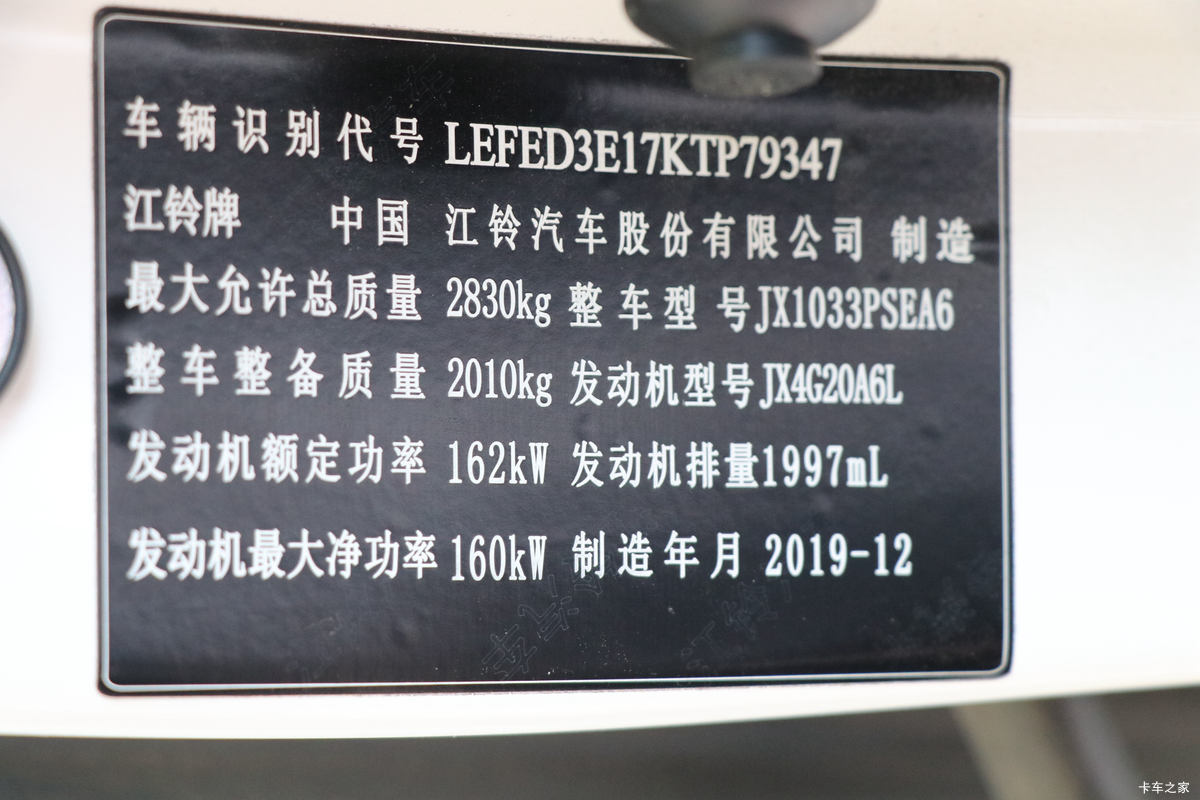 车辆识别代号 LEFED3E17KTP79347
江铃牌 中国 江铃汽车股份有限公司 制造
最大允许总质量 2830kg 整车型号JX1033PSEA6
整车整备质量 2010kg 发动机型号JX4G20A6L
发动机额定功率 162kW 发动机排量1997mL
发动机最大净功率 160kW 制造年月 2019-12
卡车之家